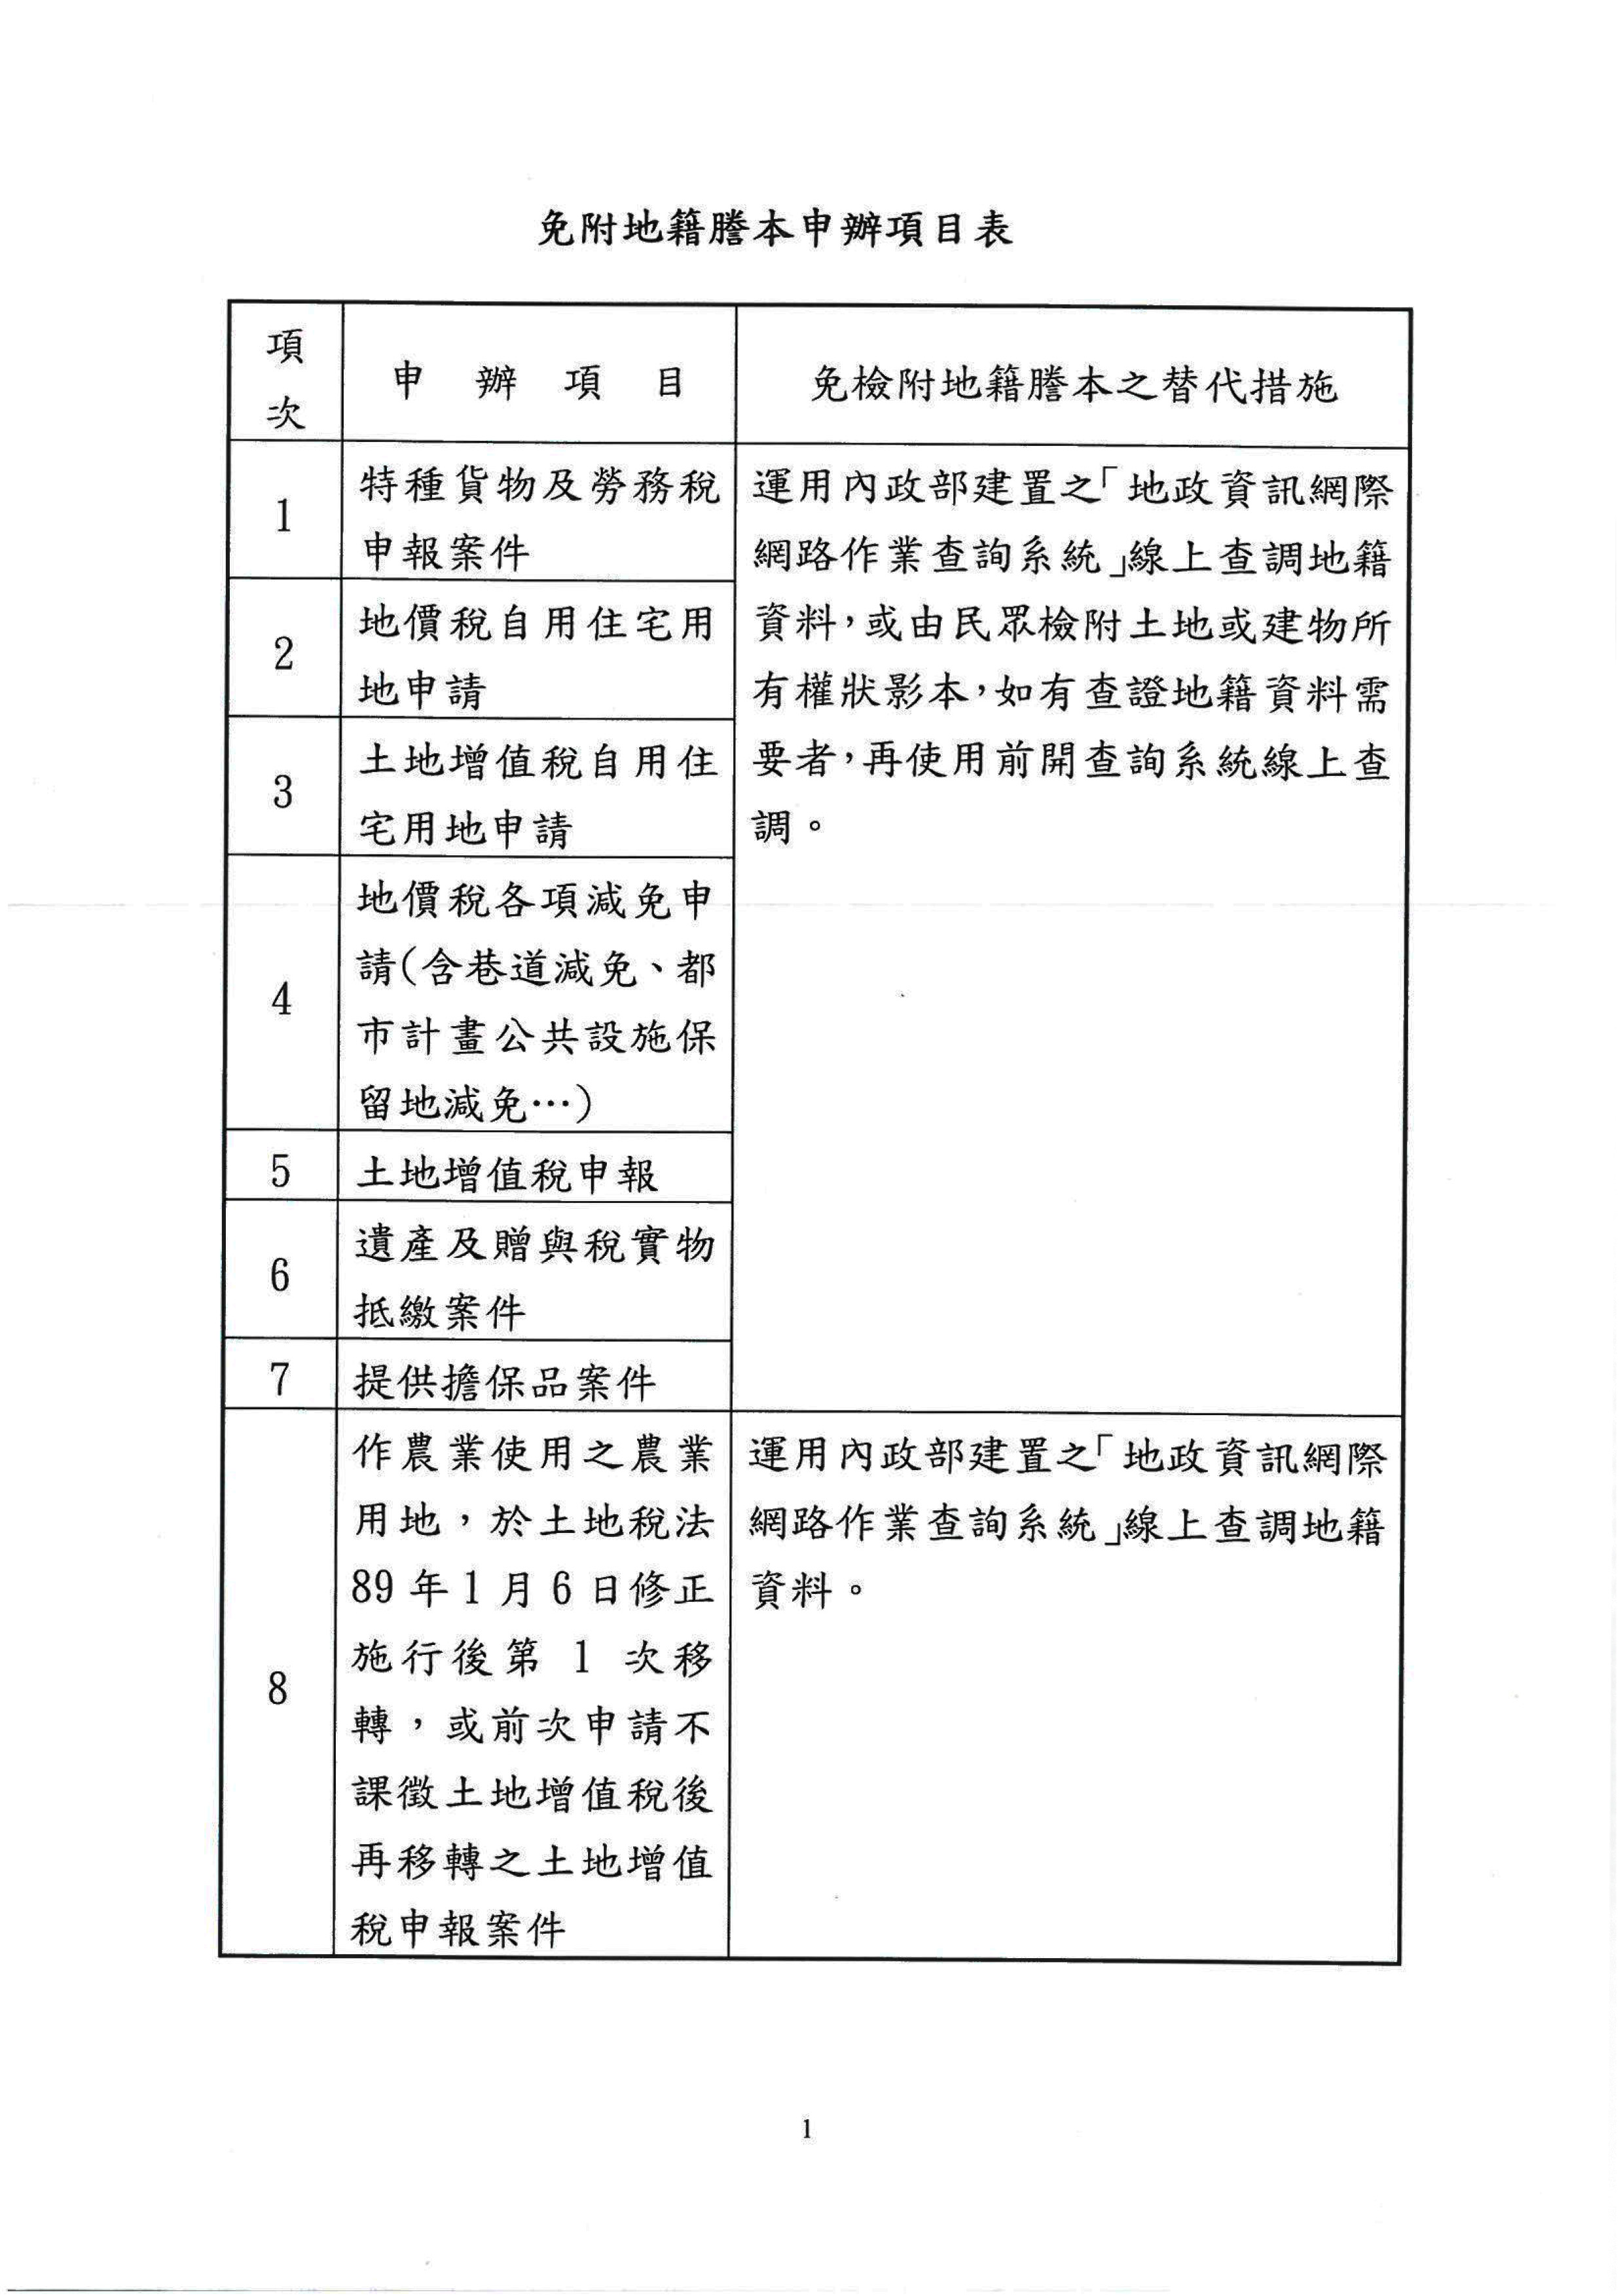 免附地籍謄本申辦項目表
項次
申辦項目
免檢附地籍謄本之替代措施
1
特種貨物及勞務稅
申報案件
運用內政部建置之「地政資訊網際
網路作業查詢系統」線上查調地籍
資料，或由民眾檢附土地或建物所
有權狀影本，如有查證地籍資料需
要者，再使用前開查詢系統線上查
調。
2
地價稅自用住宅用
地申請
3
土地增值稅自用住
宅用地申請
4
地價稅各項減免申
請(含巷道減免、都
市計畫公共設施保
留地減免…)
5
土地增值稅申報
6
遺產及贈與稅實物
抵繳案件
7
提供擔保品案件
8
作農業使用之農業
用地，於土地稅法
89年1月6日修正
施行後第1次移
轉，或前次申請不
課徵土地增值稅後
再移轉之土地增值
稅申報案件
運用內政部建置之「地政資訊網際
網路作業查詢系統」線上查調地籍
資料。
1